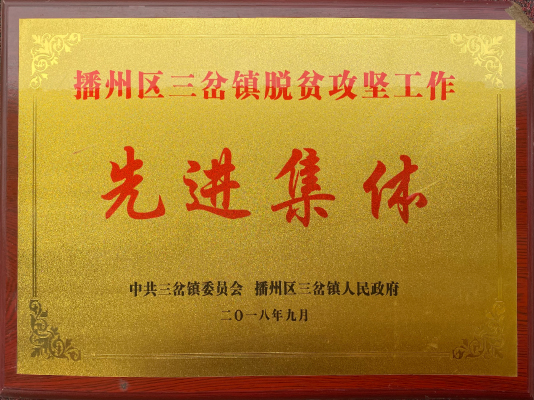 播州区三岔镇脱贫攻坚工作
先进集体
中共三岔镇委员会 播州区三岔镇人民政府
二〇一八年九月